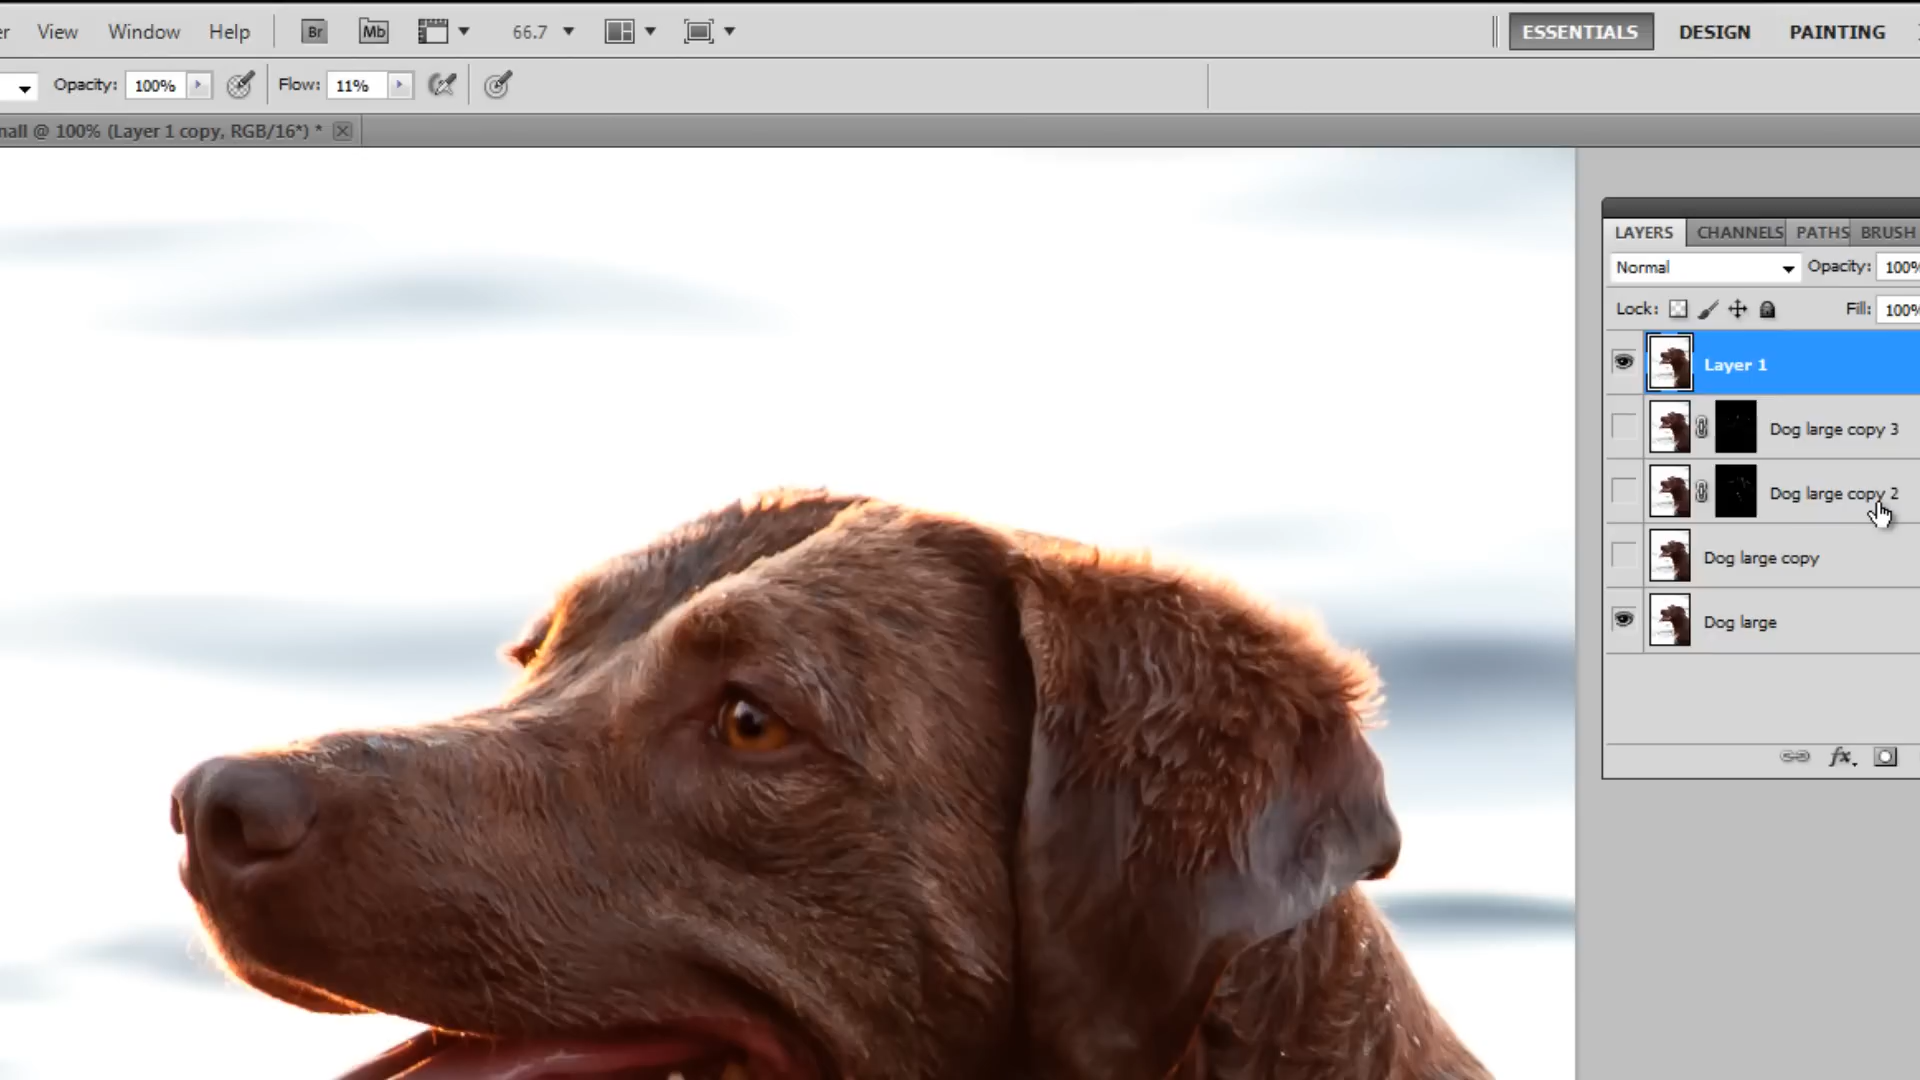 View Window Help Br Mb 66.7 ESSENTIALS DESIGN PAINTING
Opacity: 100% Flow: 11%
@ 100% (Layer 1 copy, RGB/16*) *
LAYERS CHANNELS PATHS BRUSH
Normal Opacity: 100%
Lock: Fill: 100%
Layer 1
Dog large copy 3
Dog large copy 2
Dog large copy
Dog large
fx